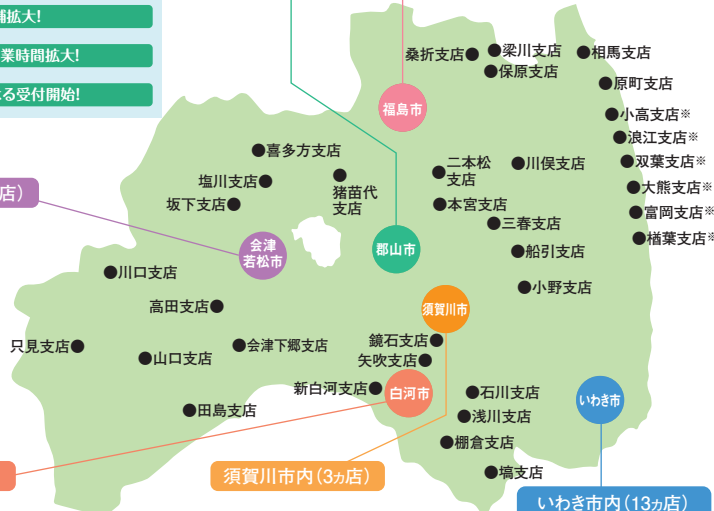 舗拡大!
業時間拡大!
る受付開始!
桑折支店
梁川支店
相馬支店
保原支店
原町支店
福島市
小高支店※
浪江支店※
喜多方支店
二本松
支店
川俣支店
双葉支店※
塩川支店
猪苗代
支店
大熊支店※
店)
坂下支店
本宮支店
富岡支店※
三春支店
楢葉支店※
会津
若松市
郡山市
船引支店
川口支店
小野支店
高田支店
須賀川市
只見支店
山口支店
会津下郷支店
鏡石支店
矢吹支店
新白河支店
白河市
石川支店
いわき市
田島支店
浅川支店
棚倉支店
須賀川市内(3ヵ店)
塙支店
いわき市内(13ヵ店)